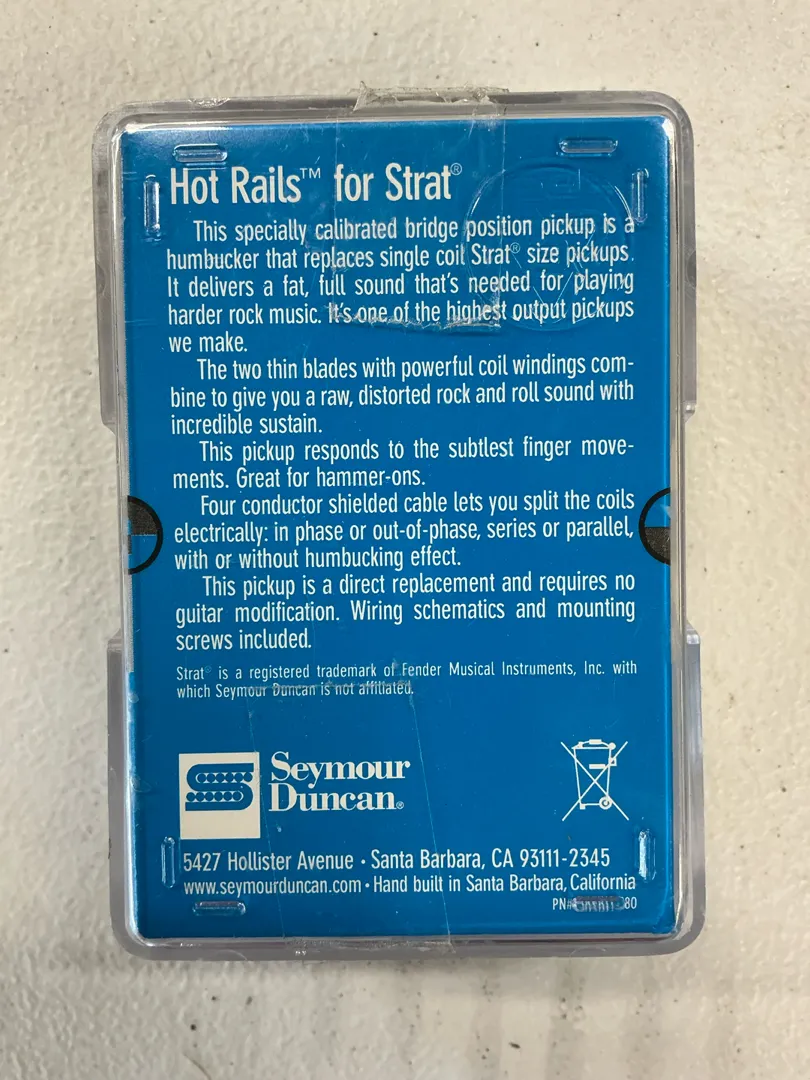 Hot Rails™ for Strat®
This specially calibrated bridge position pickup is a
humbucker that replaces single coil Strat® size pickups.
It delivers a fat, full sound that's needed for playing
harder rock music. It's one of the highest output pickups
we make.
The two thin blades with powerful coil windings com-
bine to give you a raw, distorted rock and roll sound with
incredible sustain.
This pickup responds to the subtlest finger move-
ments. Great for hammer-ons.
Four conductor shielded cable lets you split the coils
electrically: in phase or out-of-phase, series or parallel,
with or without humbucking effect.
This pickup is a direct replacement and requires no
guitar modification. Wiring schematics and mounting
screws included.
Strat® is a registered trademark of Fender Musical Instruments, Inc. with
which Seymour Duncan is not affiliated.
Seymour
Duncan®
5427 Hollister Avenue • Santa Barbara, CA 93111-2345
www.seymourduncan.com • Hand built in Santa Barbara, California